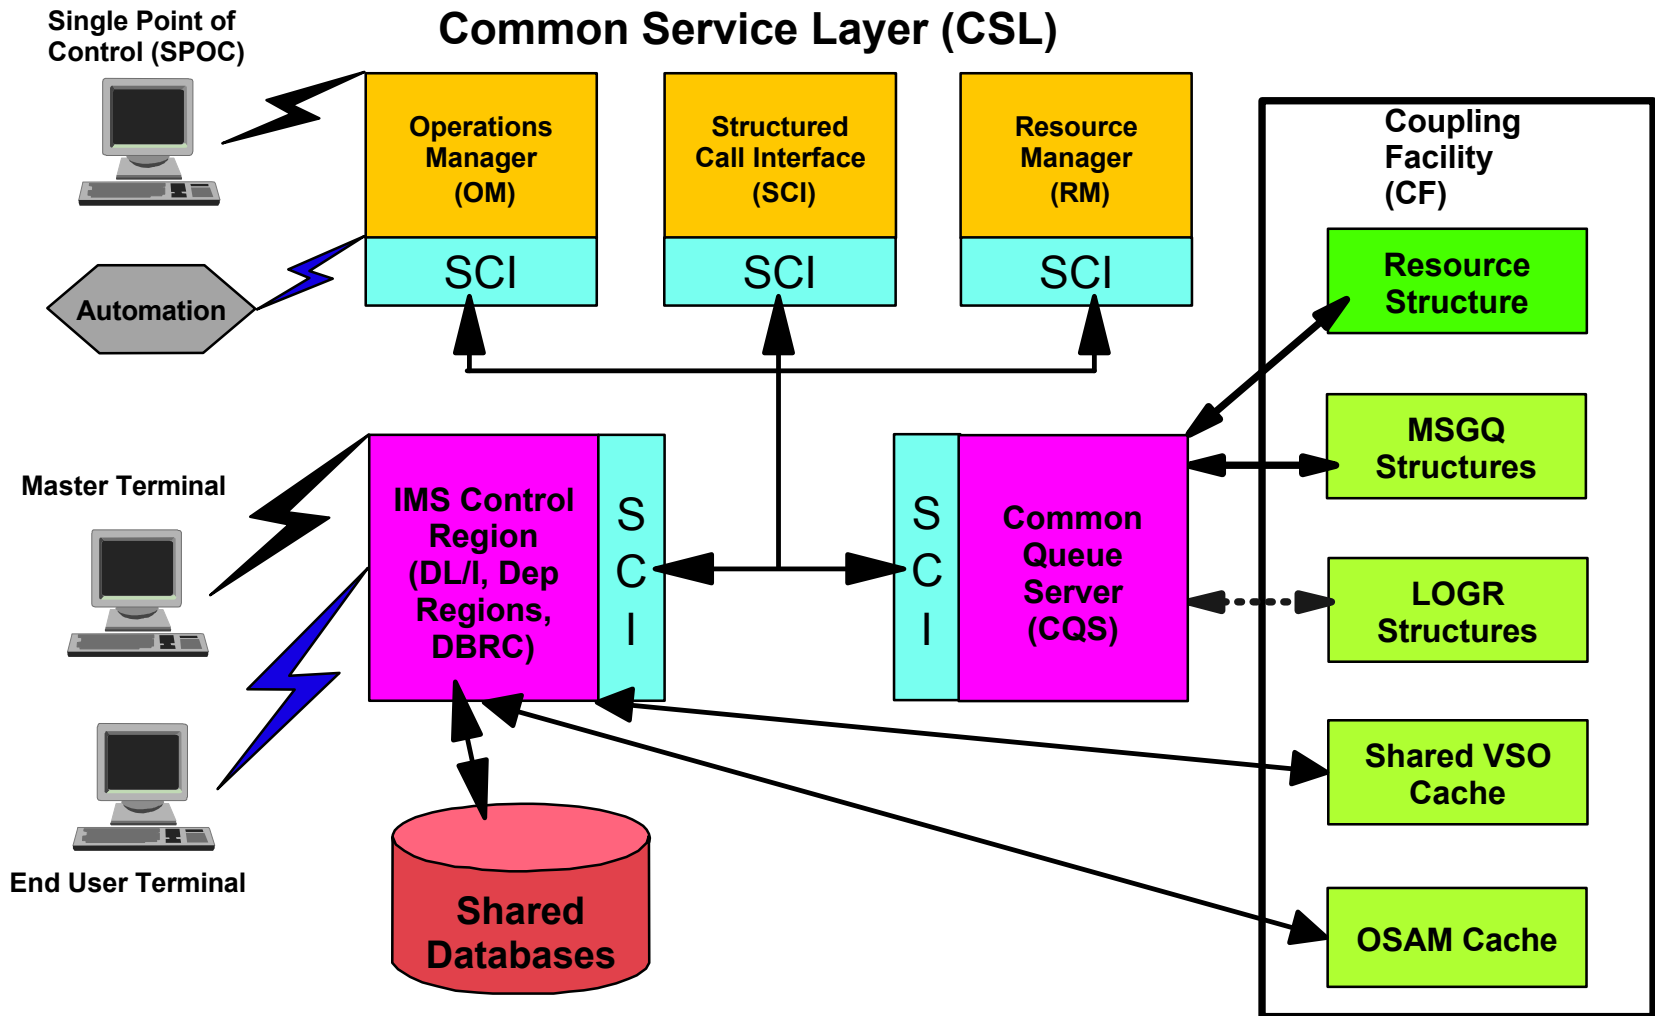 Single Point of
Control (SPOC)
Common Service Layer (CSL)
Operations
Manager
(OM)
SCI
Structured
Call Interface
(SCI)
SCI
Resource
Manager
(RM)
SCI
Automation
Coupling
Facility
(CF)
Resource
Structure
MSGQ
Structures
LOGR
Structures
Shared VSO
Cache
OSAM Cache
Master Terminal
End User Terminal
IMS Control
Region
(DL/I, Dep
Regions,
DBRC)
S
C
I
S
C
I
Common
Queue
Server
(CQS)
Shared
Databases